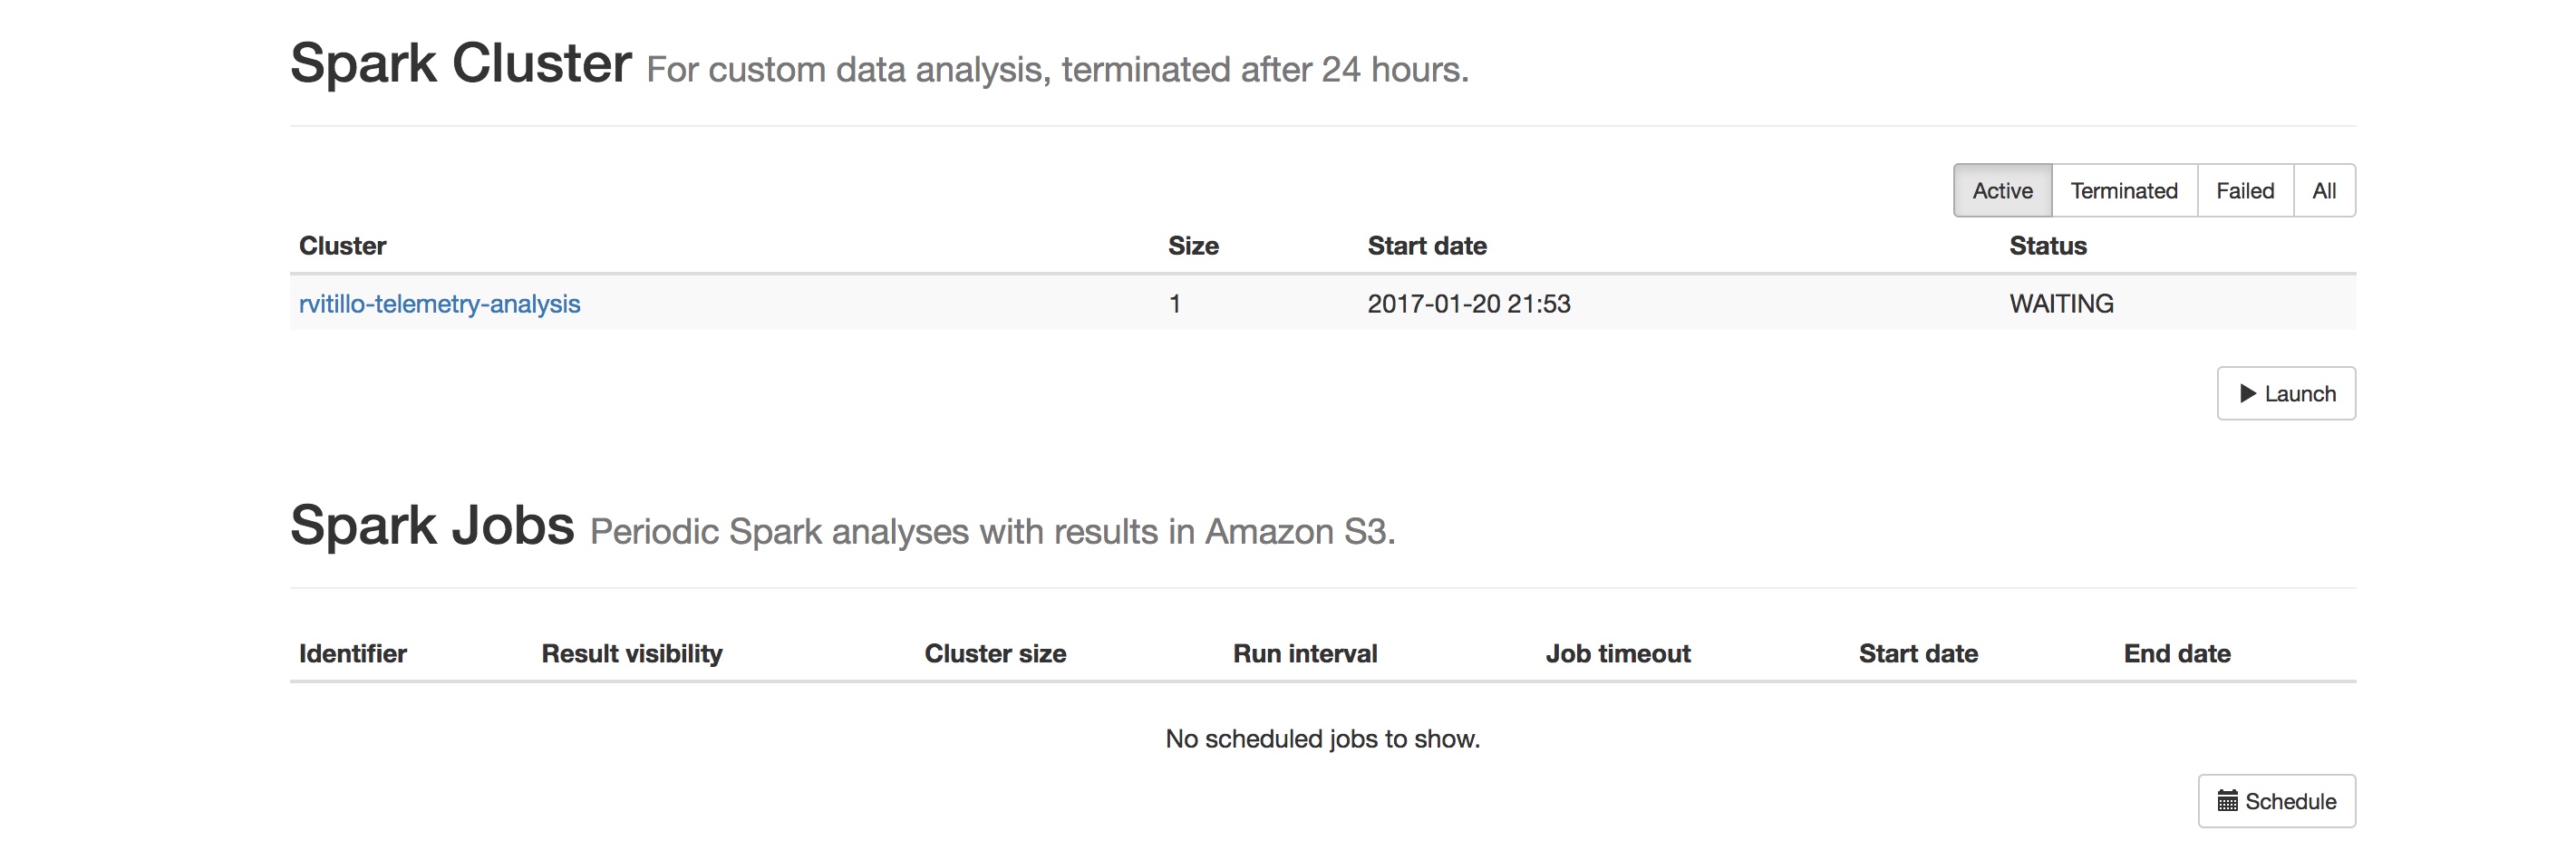 Spark Cluster For custom data analysis, terminated after 24 hours.
Active Terminated Failed All
Cluster Size Start date Status
rvitillo-telemetry-analysis 1 2017-01-20 21:53 WAITING
Launch
Spark Jobs Periodic Spark analyses with results in Amazon S3.
Identifier Result visibility Cluster size Run interval Job timeout Start date End date
No scheduled jobs to show.
Schedule